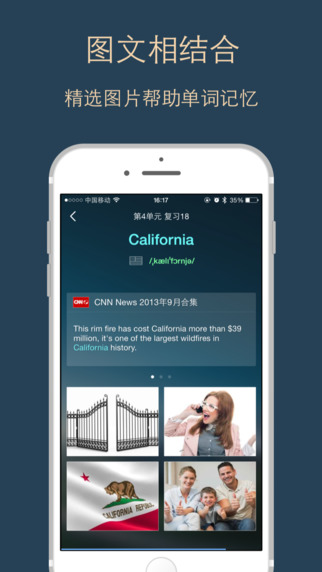 图文相结合
精选图片帮助单词记忆
中国移动 16:17 35%
第4单元 复习18
California
/ˌkælɪˈfɔrnjə/
CNN CNN News 2013年9月合集
This rim fire has cost California more than $39
million, it's one of the largest wildfires in
California history.
CALIFORNIA REPUBLIC